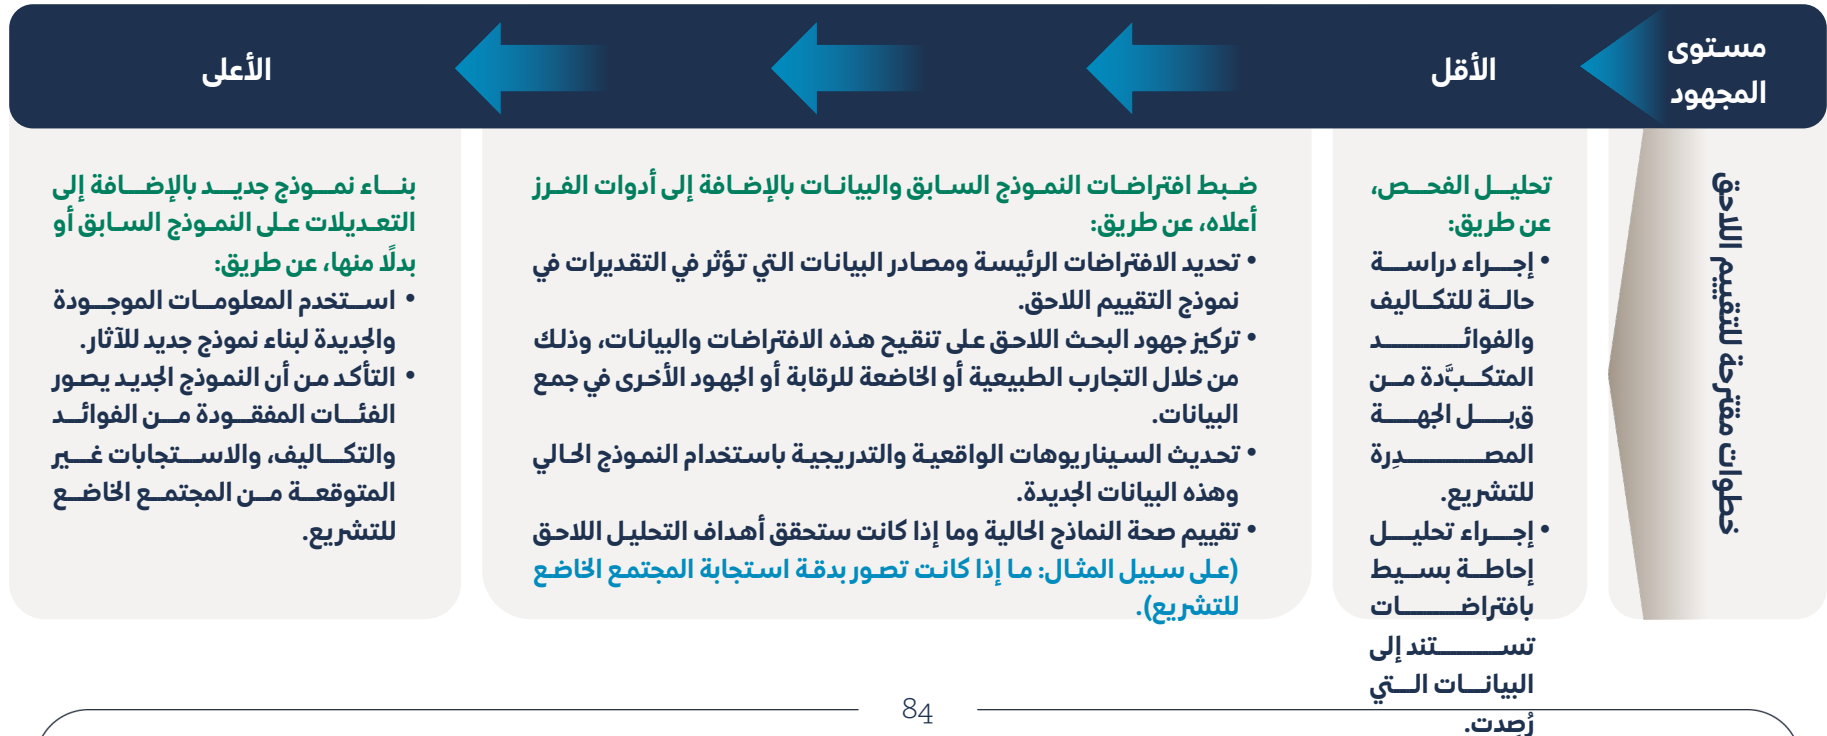 مستوى
المجهود
الأقل
الأعلى
خطوات مقترحة للتقييم اللاحق
تحليل الفحص،
عن طريق:
• إجراء دراسة
حالة للتكاليف
والفوائد
المتكبَّدة من
قِبل الجهة
المصدِرة
للتشريع.
• إجراء تحليل
إحاطة بسيط
بافتراضات
تستند إلى
البيانات التي
رُصِدت.
ضبط افتراضات النموذج السابق والبيانات بالإضافة إلى أدوات الفرز
أعلاه، عن طريق:
• تحديد الافتراضات الرئيسة ومصادر البيانات التي تؤثر في التقديرات في
نموذج التقييم اللاحق.
• تركيز جهود البحث اللاحق على تنقيح هذه الافتراضات والبيانات، وذلك
من خلال التجارب الطبيعية أو الخاضعة للرقابة أو الجهود الأخرى في جمع
البيانات.
• تحديث السيناريوهات الواقعية والتدريجية باستخدام النموذج الحالي
وهذه البيانات الجديدة.
• تقييم صحة النماذج الحالية وما إذا كانت ستحقق أهداف التحليل اللاحق
(على سبيل المثال: ما إذا كانت تصور بدقة استجابة المجتمع الخاضع
للتشريع).
بناء نموذج جديد بالإضافة إلى
التعديلات على النموذج السابق أو
بدلًا منها، عن طريق:
• استخدم المعلومات الموجودة
والجديدة لبناء نموذج جديد للآثار.
• التأكد من أن النموذج الجديد يصور
الفئات المفقودة من الفوائد
والتكاليف، والاستجابات غير
المتوقعة من المجتمع الخاضع
للتشريع.
84